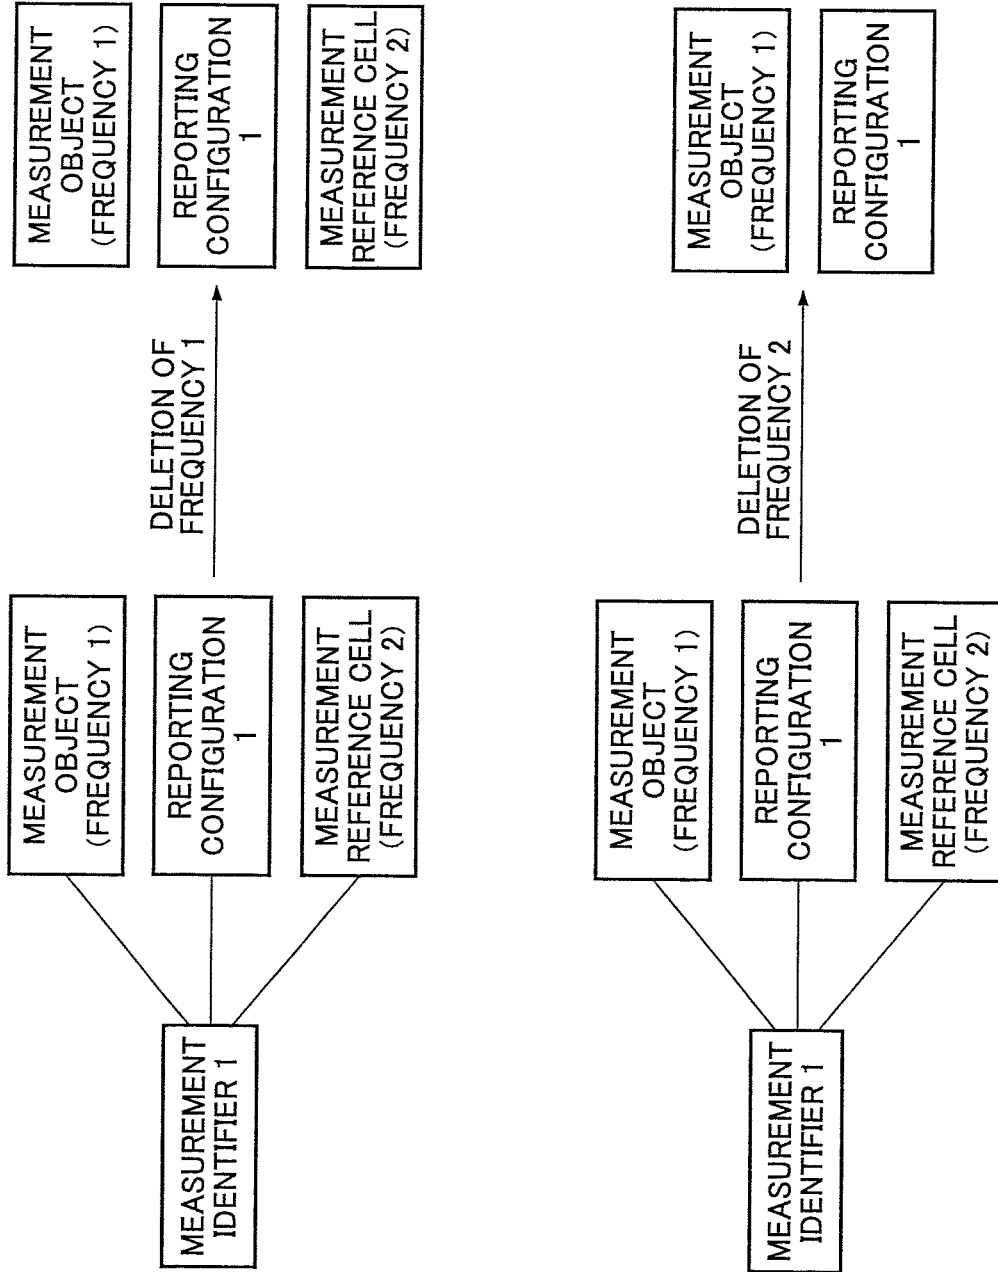 MEASUREMENT
IDENTIFIER 1
MEASUREMENT
OBJECT
(FREQUENCY 1)
REPORTING
CONFIGURATION
1
MEASUREMENT
REFERENCE CELL
(FREQUENCY 2)
DELETION OF
FREQUENCY 1
MEASUREMENT
OBJECT
(FREQUENCY 1)
REPORTING
CONFIGURATION
1
MEASUREMENT
REFERENCE CELL
(FREQUENCY 2)
MEASUREMENT
IDENTIFIER 1
MEASUREMENT
OBJECT
(FREQUENCY 1)
REPORTING
CONFIGURATION
1
MEASUREMENT
REFERENCE CELL
(FREQUENCY 2)
DELETION OF
FREQUENCY 2
MEASUREMENT
OBJECT
(FREQUENCY 1)
REPORTING
CONFIGURATION
1